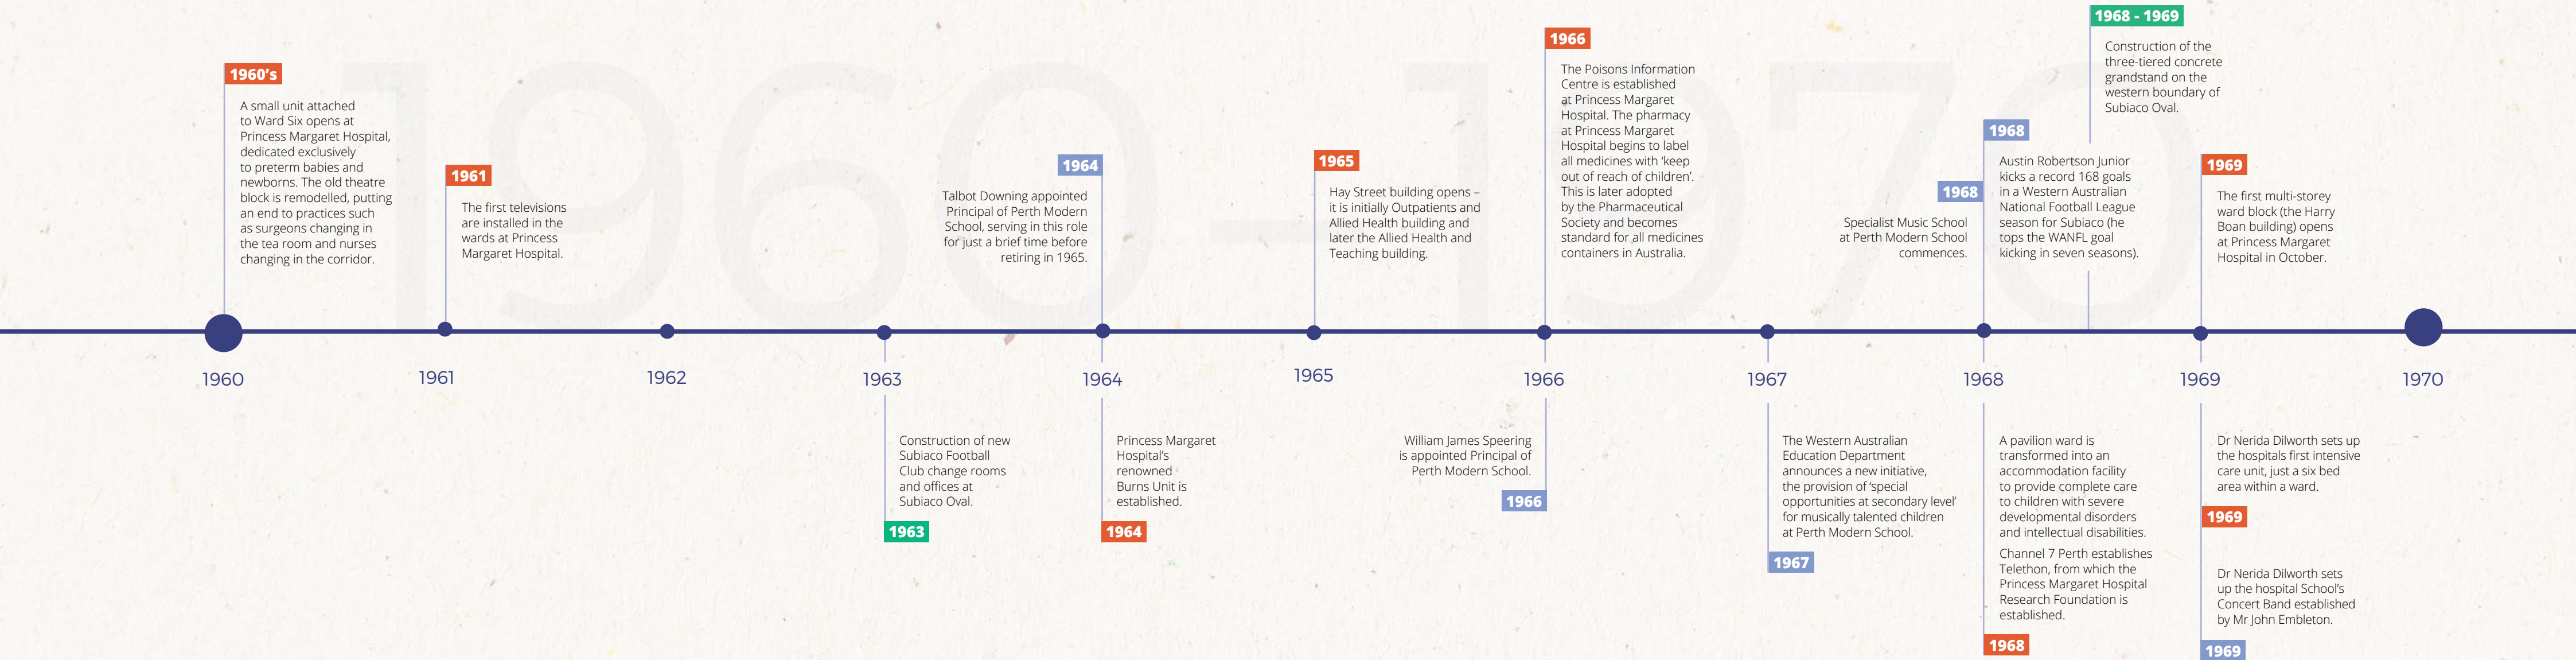 1960 - 1970
1960's
A small unit attached
to Ward Six opens at
Princess Margaret Hospital,
dedicated exclusively
to preterm babies and
newborns. The old theatre
block is remodelled, putting
an end to practices such
as surgeons changing in
the tea room and nurses
changing in the corridor.
1961
The first televisions
are installed in the
wards at Princess
Margaret Hospital.
1964
Talbot Downing appointed
Principal of Perth Modern
School, serving in this role
for just a brief time before
retiring in 1965.
1965
Hay Street building opens –
it is initially Outpatients and
Allied Health building and
later the Allied Health and
Teaching building.
1966
The Poisons Information
Centre is established
at Princess Margaret
Hospital. The pharmacy
at Princess Margaret
Hospital begins to label
all medicines with ‘keep
out of reach of children’.
This is later adopted
by the Pharmaceutical
Society and becomes
standard for all medicines
containers in Australia.
1968
Specialist Music School
at Perth Modern School
commences.
1968
Austin Robertson Junior
kicks a record 168 goals
in a Western Australian
National Football League
season for Subiaco (he
tops the WANFL goal
kicking in seven seasons).
1968 - 1969
Construction of the
three-tiered concrete
grandstand on the
western boundary of
Subiaco Oval.
1969
The first multi-storey
ward block (the Harry
Boan building) opens
at Princess Margaret
Hospital in October.
1960
1961
1962
1963
1964
1965
1966
1967
1968
1969
1970
Construction of new
Subiaco Football
Club change rooms
and offices at
Subiaco Oval.
1963
Princess Margaret
Hospital's
renowned
Burns Unit is
established.
1964
William James Speering
is appointed Principal of
Perth Modern School.
1966
The Western Australian
Education Department
announces a new initiative,
the provision of ‘special
opportunities at secondary level’
for musically talented children
at Perth Modern School.
1967
A pavilion ward is
transformed into an
accommodation facility
to provide complete care
to children with severe
developmental disorders
and intellectual disabilities.
Channel 7 Perth establishes
Telethon, from which the
Princess Margaret Hospital
Research Foundation is
established.
1968
Dr Nerida Dilworth sets up
the hospitals first intensive
care unit, just a six bed
area within a ward.
1969
Dr Nerida Dilworth sets
up the hospital School's
Concert Band established
by Mr John Embleton.
1969